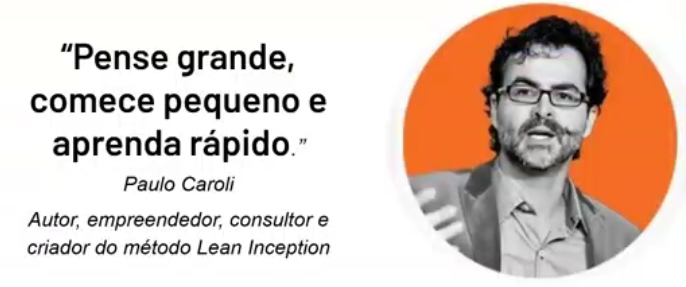 “Pense grande,
comece pequeno e
aprenda rápido.”
Paulo Caroli
Autor, empreendedor, consultor e
criador do método Lean Inception